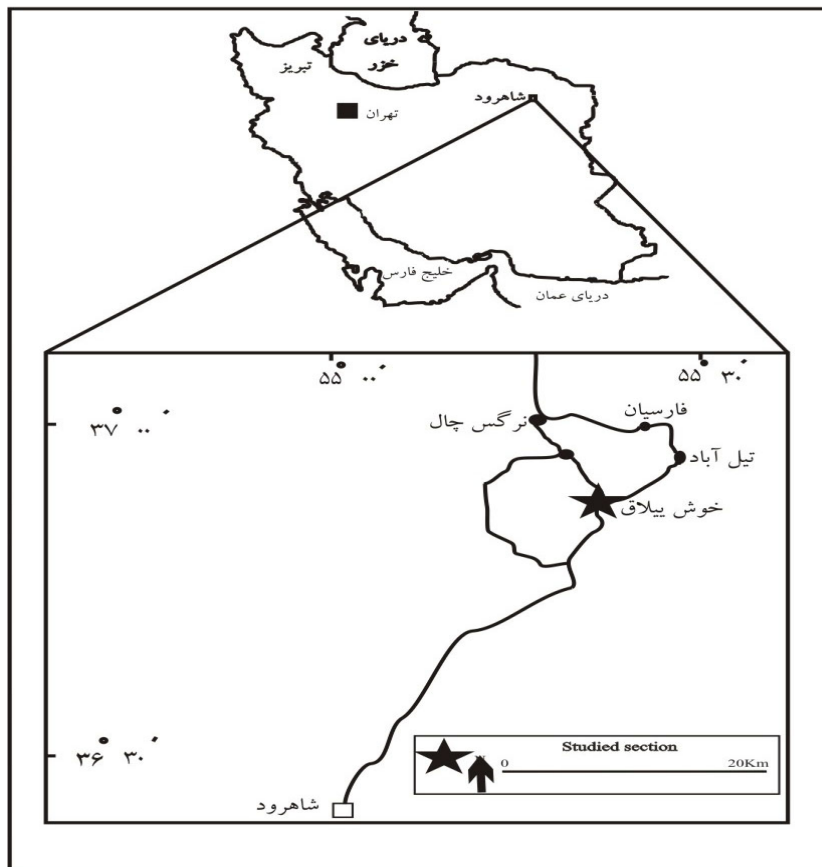 دریای
خزر
تبریز
شاهرود
تهران
خلیج فارس
دریای عمان
۵۵° ۰۰′
۵۵° ۳۰′
۳۷° ۰۰′
فارسیان
نرگس چال
تیل آباد
خوش ییلاق
۳۶° ۳۰′
Studied section
0 20Km
شاهرود